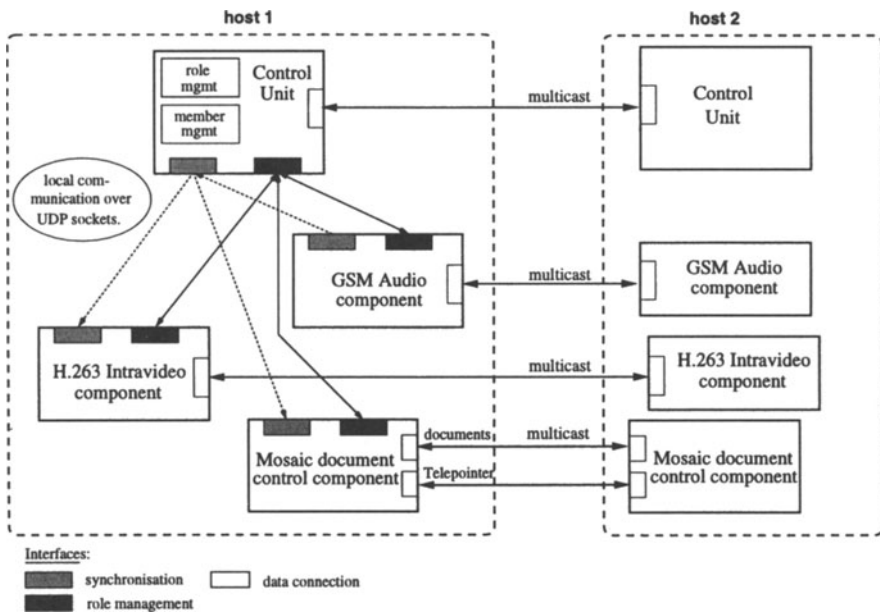 host 1
host 2
role
mgmt
member
mgmt
Control
Unit
multicast
Control
Unit
local com-
munication over
UDP sockets.
GSM Audio
component
multicast
GSM Audio
component
H.263 Intravideo
component
multicast
H.263 Intravideo
component
Mosaic document
control component
documents
multicast
Telepointer
Mosaic document
control component
Interfaces:
synchronisation
data connection
role management